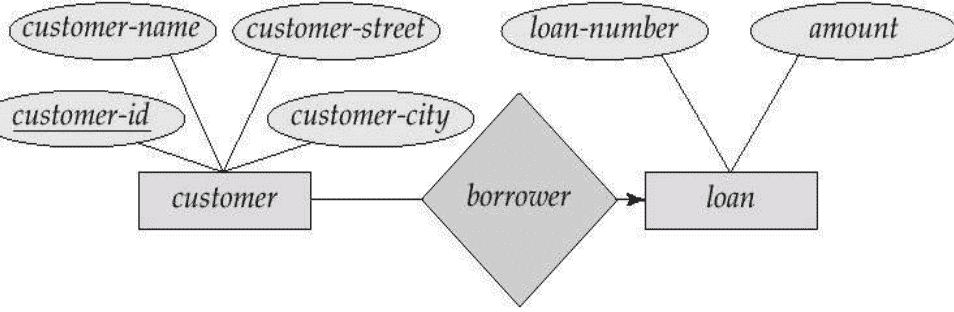 customer-name
customer-street
loan-number
amount
customer-id
customer-city
customer
borrower
loan